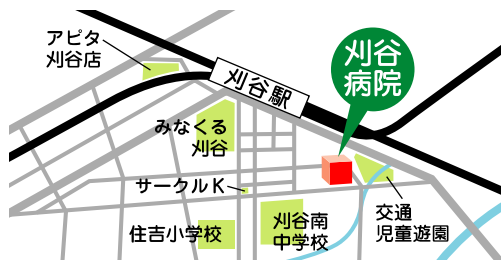 アピタ
刈谷店
刈谷駅
刈谷
病院
みなくる
刈谷
サークルK
住吉小学校
刈谷南
中学校
交通
児童遊園